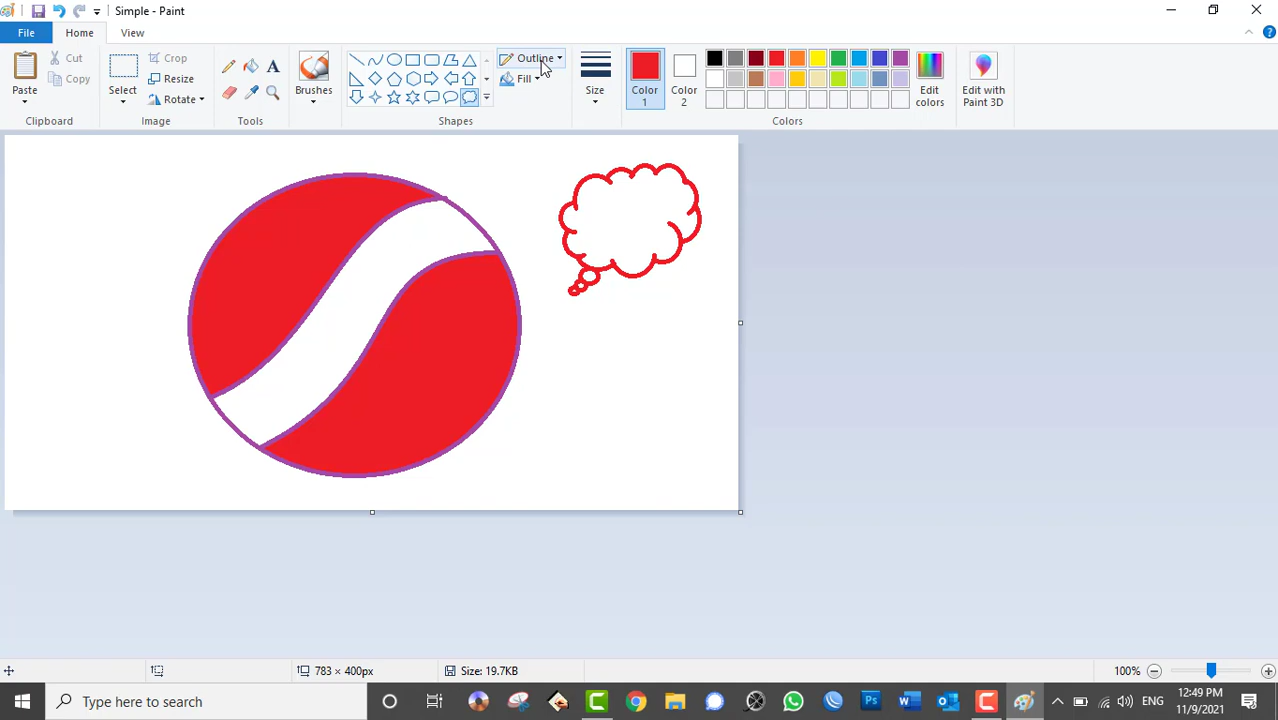 Simple - Paint
File Home View
Paste
Cut
Copy
Clipboard
Select
Crop
Resize
Rotate
Image
A
Tools
Brushes
Outline
Fill
Shapes
Size
Color 1
Color 2
Edit colors
Colors
Edit with Paint 3D
783 × 400px
Size: 19.7KB
100%
Type here to search
Ps
W
ENG
12:49 PM
11/9/2021